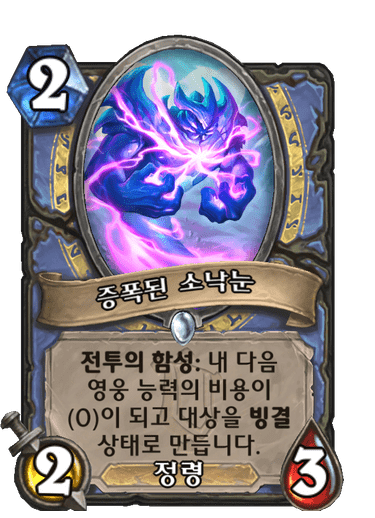 2
증폭된 소낙눈
전투의 함성: 내 다음
영웅 능력의 비용이
(0)이 되고 대상을 빙결
상태로 만듭니다.
2
정령
3